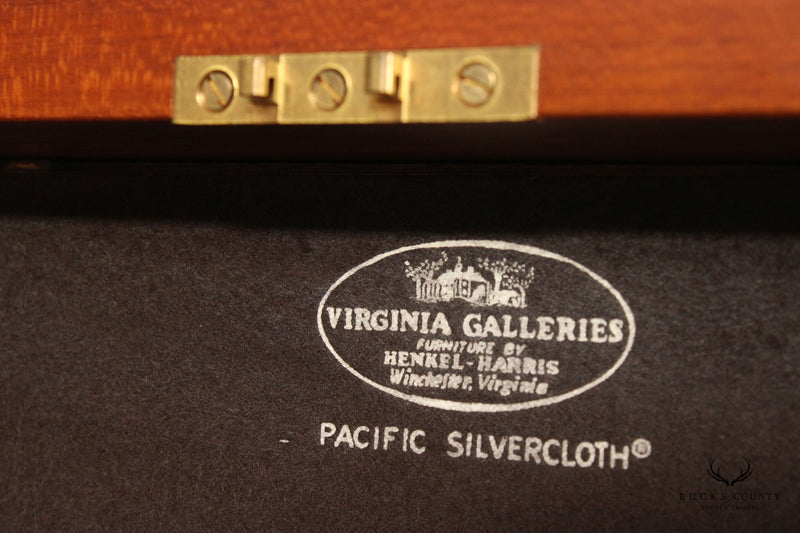 VIRGINIA GALLERIES
FURNITURE BY
HENKEL-HARRIS
Winchester, Virginia
PACIFIC SILVERCLOTH®
BUCKS COUNTY